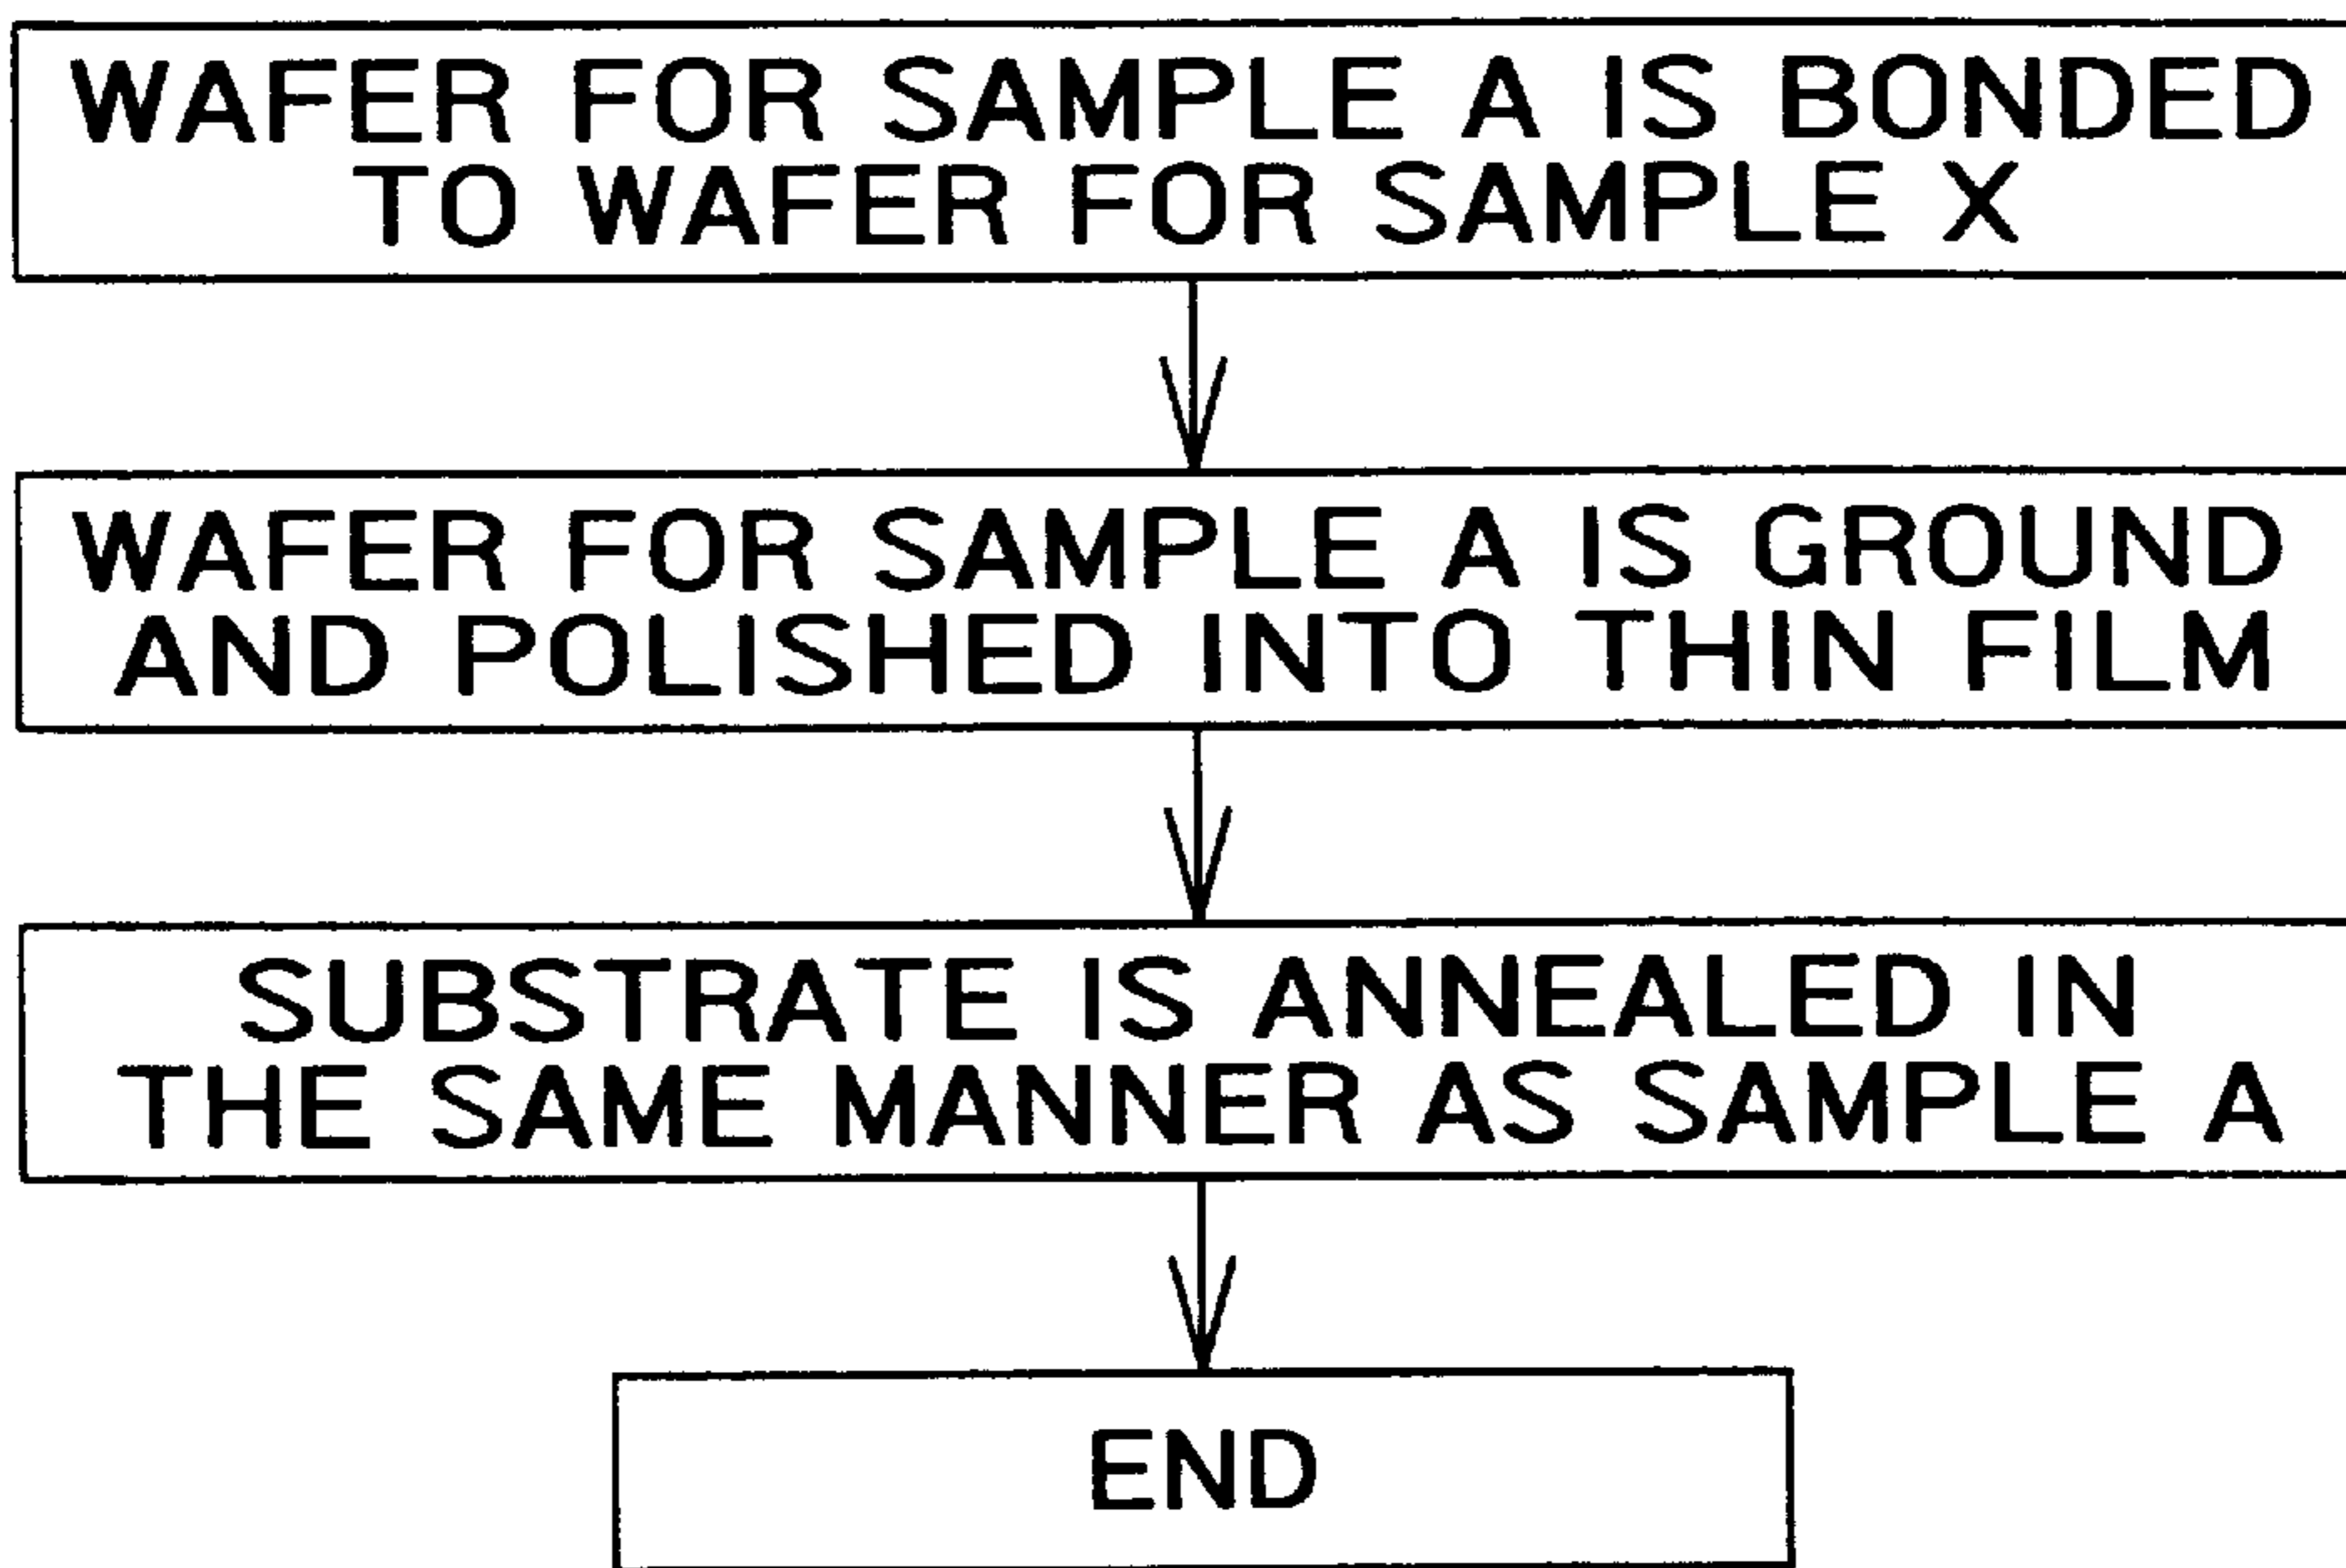 WAFER FOR SAMPLE A IS BONDED
TO WAFER FOR SAMPLE X
WAFER FOR SAMPLE A IS GROUND
AND POLISHED INTO THIN FILM
SUBSTRATE IS ANNEALED IN
THE SAME MANNER AS SAMPLE A
END